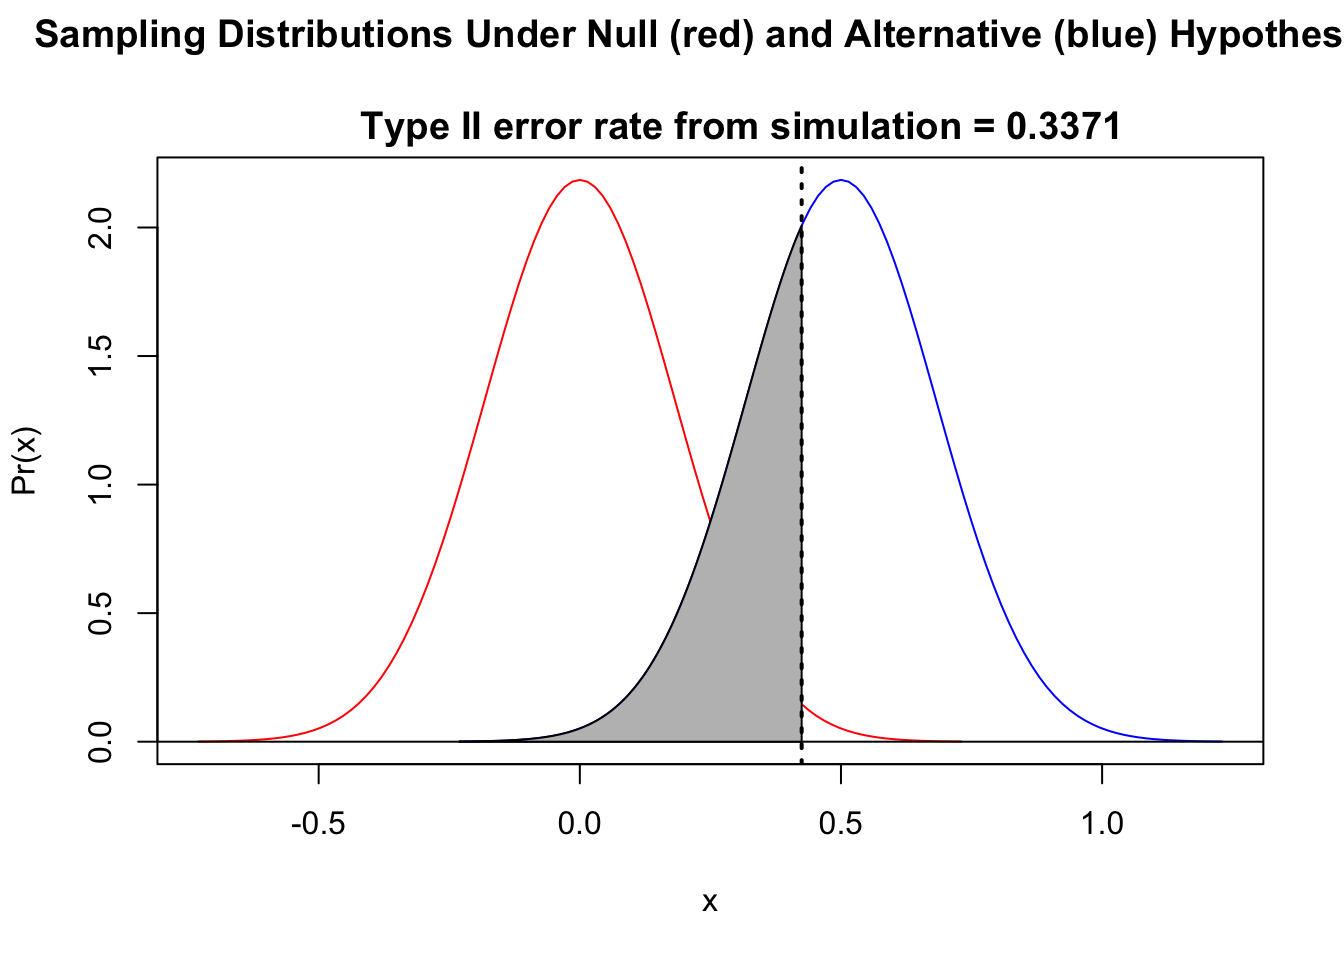 Sampling Distributions Under Null (red) and Alternative (blue) Hypothes
Type II error rate from simulation = 0.3371
2.0
1.5
1.0
0.5
0.0
Pr(x)
-0.5 0.0 0.5 1.0
x